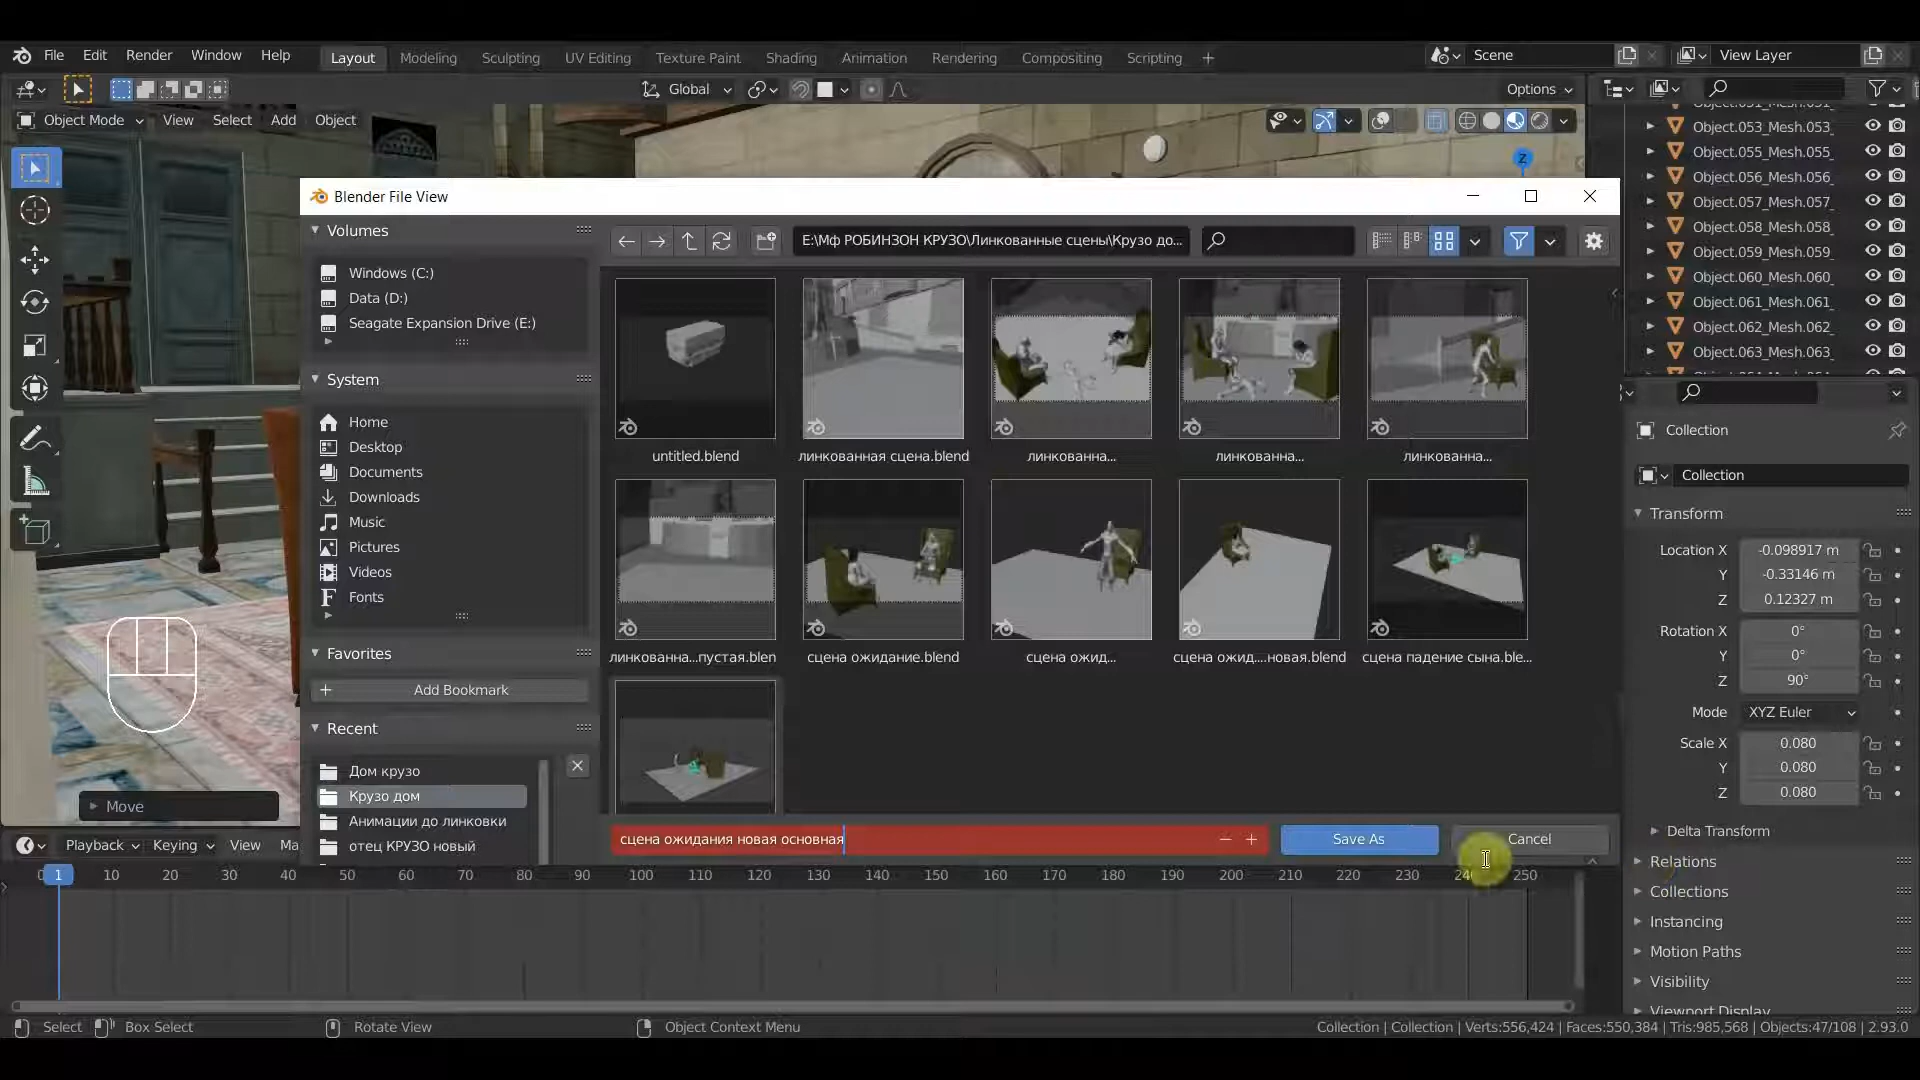 File Edit Render Window Help Layout Modeling Sculpting UV Editing Texture Paint Shading Animation Rendering Compositing Scripting + Scene View Layer
Global Options
Object Mode View Select Add Object
Z
Object.053_Mesh.053_
Object.055_Mesh.055_
Object.056_Mesh.056_
Object.057_Mesh.057_
Object.058_Mesh.058_
Object.059_Mesh.059_
Object.060_Mesh.060_
Object.061_Mesh.061_
Object.062_Mesh.062_
Object.063_Mesh.063_
Blender File View
Volumes
Windows (C:)
Data (D:)
Seagate Expansion Drive (E:)
System
Home
Desktop
Documents
Downloads
Music
Pictures
Videos
Fonts
Favorites
Add Bookmark
Recent
Дом крузо
Крузо дом
Анимации до линковки
отец КРУЗО новый
E:\Мф РОБИНЗОН КРУЗО\Линкованные сцены\Крузо до...
untitled.blend линкованная сцена.blend линкованна... линкованна... линкованна...
линкованна...пустая.blen сцена ожидание.blend сцена ожид... сцена ожид....новая.blend сцена падение сына.ble...
сцена ожидания новая основная
Save As Cancel
Collection
Collection
Transform
Location X -0.098917 m
Y -0.33146 m
Z 0.12327 m
Rotation X 0°
Y 0°
Z 90°
Mode XYZ Euler
Scale X 0.080
Y 0.080
Z 0.080
Delta Transform
Relations
Collections
Instancing
Motion Paths
Visibility
Viewport Display
Move
Playback Keying View Ma
1 10 20 30 40 50 60 70 80 90 100 110 120 130 140 150 160 170 180 190 200 210 220 230 240 250
Select Box Select Rotate View Object Context Menu Collection | Collection | Verts:556,424 | Faces:550,384 | Tris:985,568 | Objects:47/108 | 2.93.0